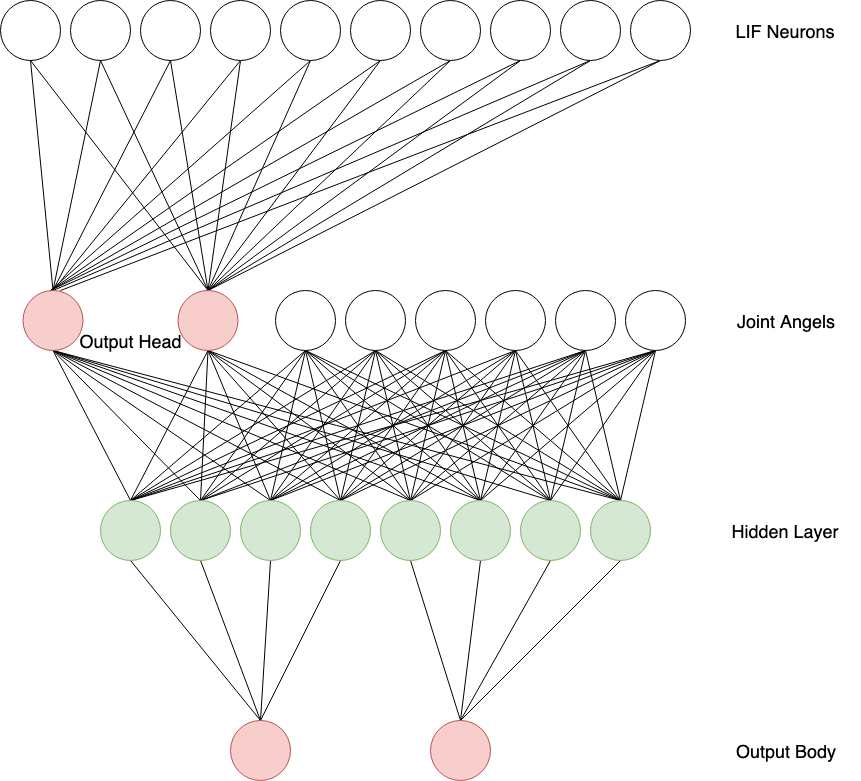 LIF Neurons
Output Head
Joint Angels
Hidden Layer
Output Body